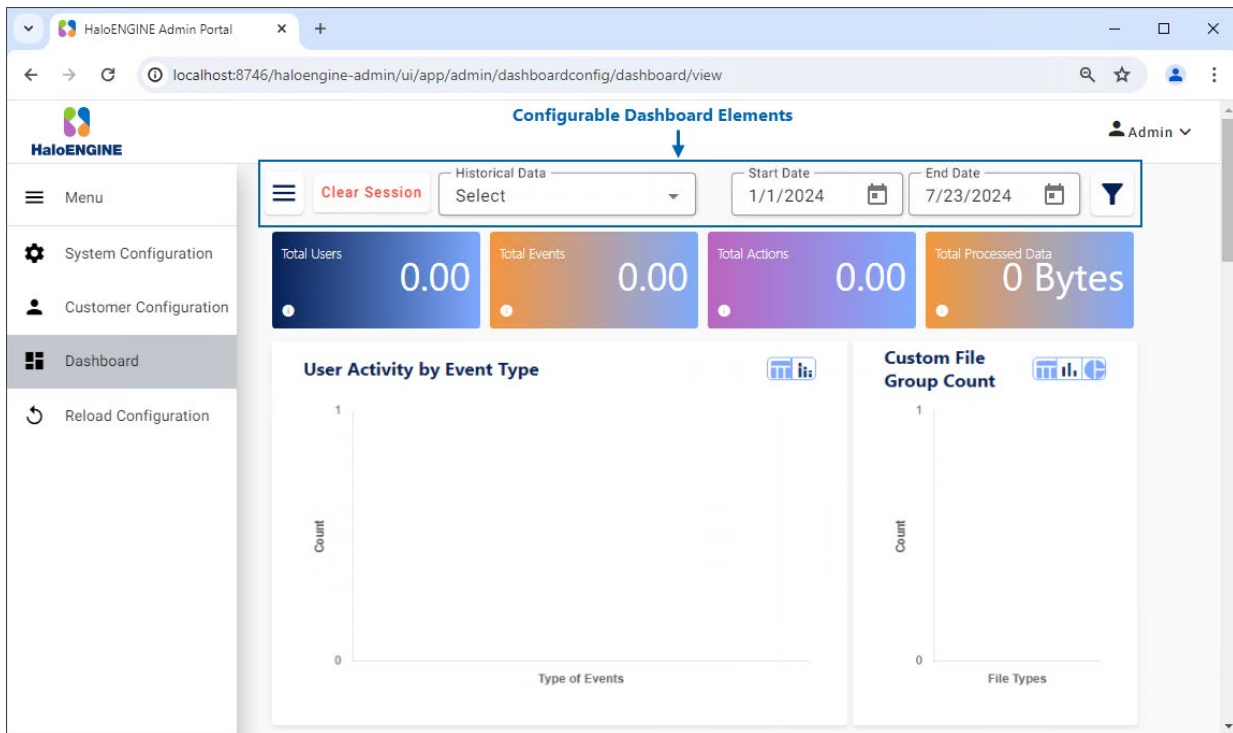 HaloENGINE Admin Portal
localhost:8746/haloengine-admin/ui/app/admin/dashboardconfig/dashboard/view
HaloENGINE
Configurable Dashboard Elements
Admin
Menu
System Configuration
Customer Configuration
Dashboard
Reload Configuration
Clear Session
Historical Data
Select
Start Date
1/1/2024
End Date
7/23/2024
Total Users
0.00
Total Events
0.00
Total Actions
0.00
Total Processed Data
0 Bytes
User Activity by Event Type
1
Count
0
Type of Events
Custom File
Group Count
1
Count
0
File Types